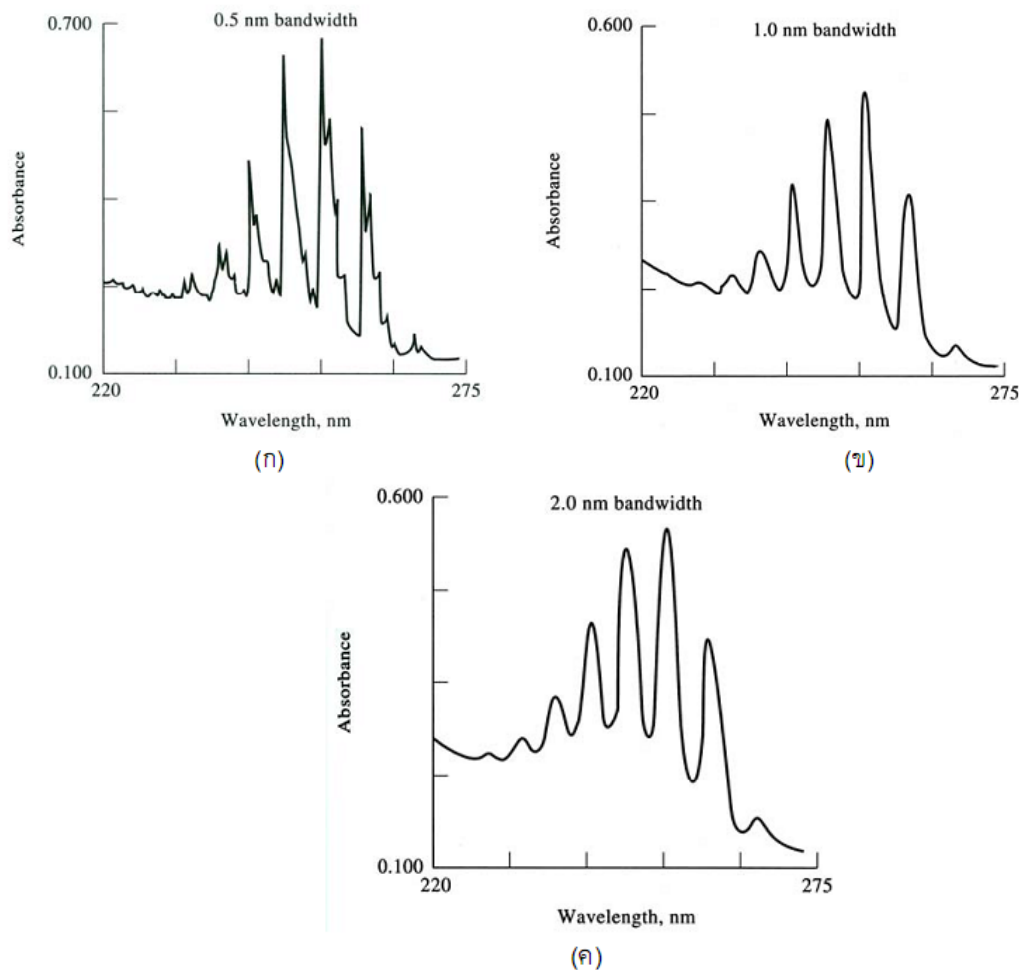 0.700
0.5 nm bandwidth
Absorbance
0.100
220
275
Wavelength, nm
(ก)
0.600
1.0 nm bandwidth
Absorbance
0.100
220
275
Wavelength, nm
(ข)
0.600
2.0 nm bandwidth
Absorbance
0.100
220
275
Wavelength, nm
(ค)